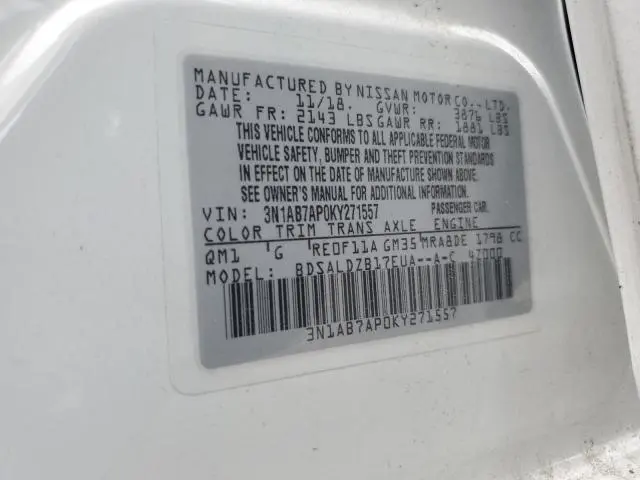 MANUFACTURED BY NISSAN MOTOR CO., LTD.
DATE: 11/18. GVWR: 3876 LBS
GAWR FR: 2143 LBS GAWR RR: 1881 LBS
THIS VEHICLE CONFORMS TO ALL APPLICABLE FEDERAL MOTOR
VEHICLE SAFETY, BUMPER AND THEFT PREVENTION STANDARDS
IN EFFECT ON THE DATE OF MANUFACTURE SHOWN ABOVE.
SEE OWNER'S MANUAL FOR ADDITIONAL INFORMATION.
VIN: 3N1AB7AP0KY271557 PASSENGER CAR
COLOR TRIM TRANS AXLE ENGINE
QM1 G RE0F11A GM35 MRA8DE 1798 CC
MODEL: BDSALDZB17EUA--A-C 4Z000
3N1AB7AP0KY271557